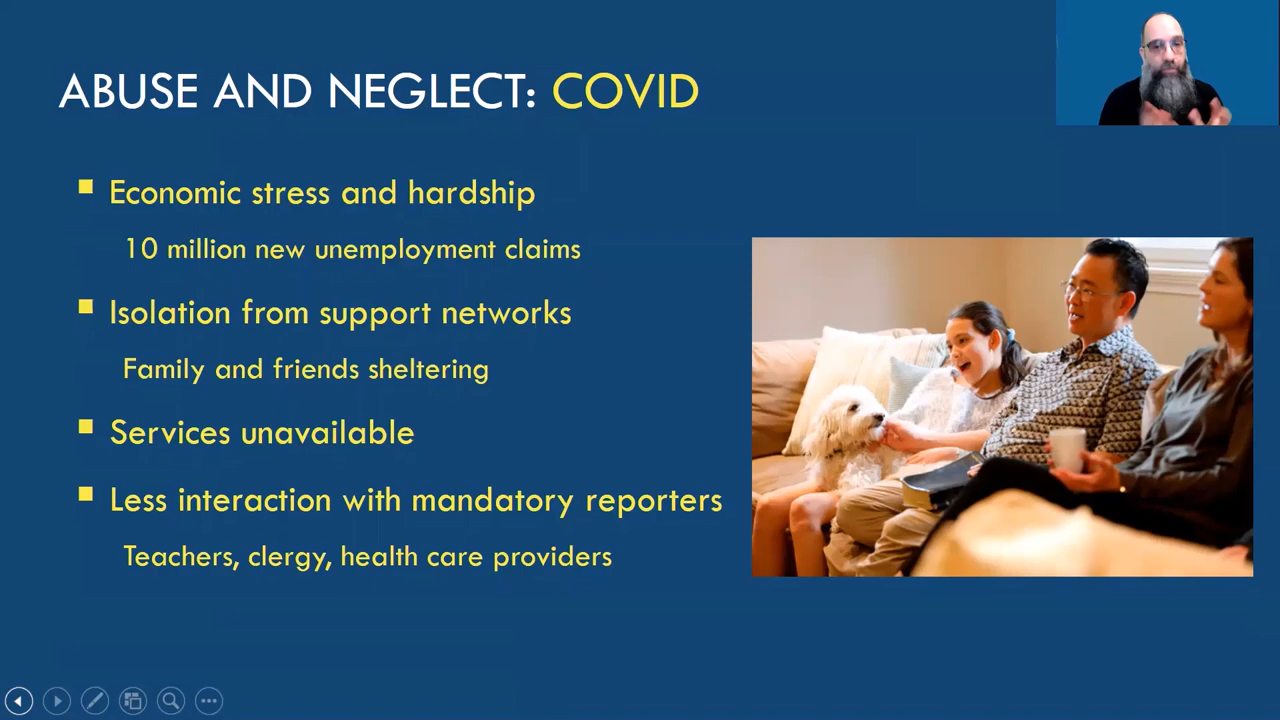 ABUSE AND NEGLECT: COVID
Economic stress and hardship
10 million new unemployment claims
Isolation from support networks
Family and friends sheltering
Services unavailable
Less interaction with mandatory reporters
Teachers, clergy, health care providers